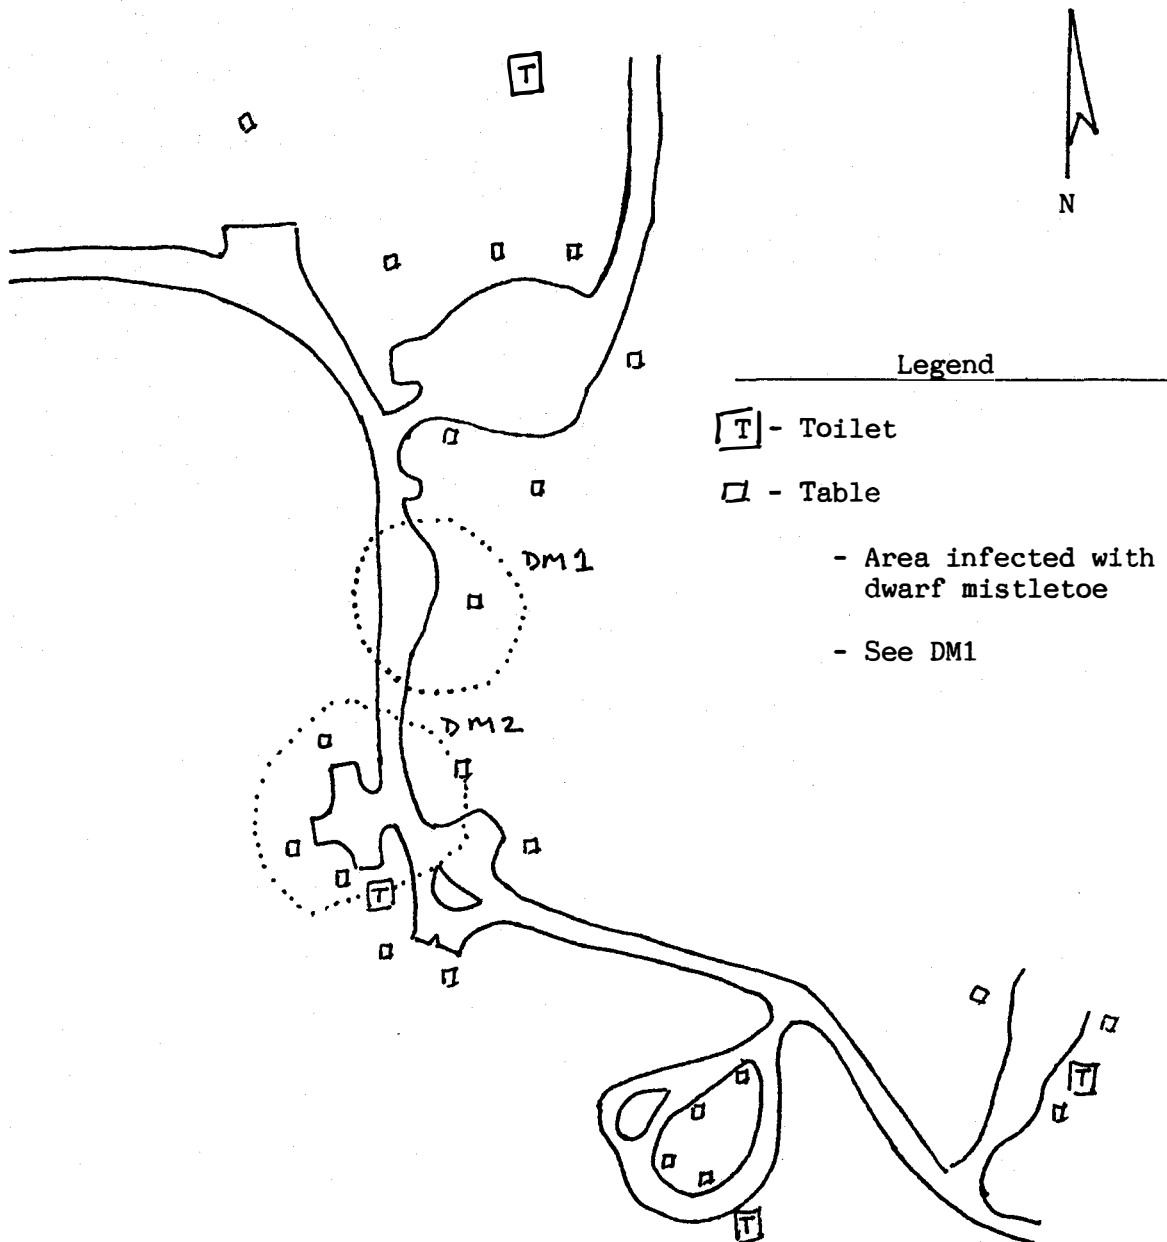 T
N
Legend
T - Toilet
- Table
DM1
- Area infected with
dwarf mistletoe
- See DM1
DM2
T
T
T